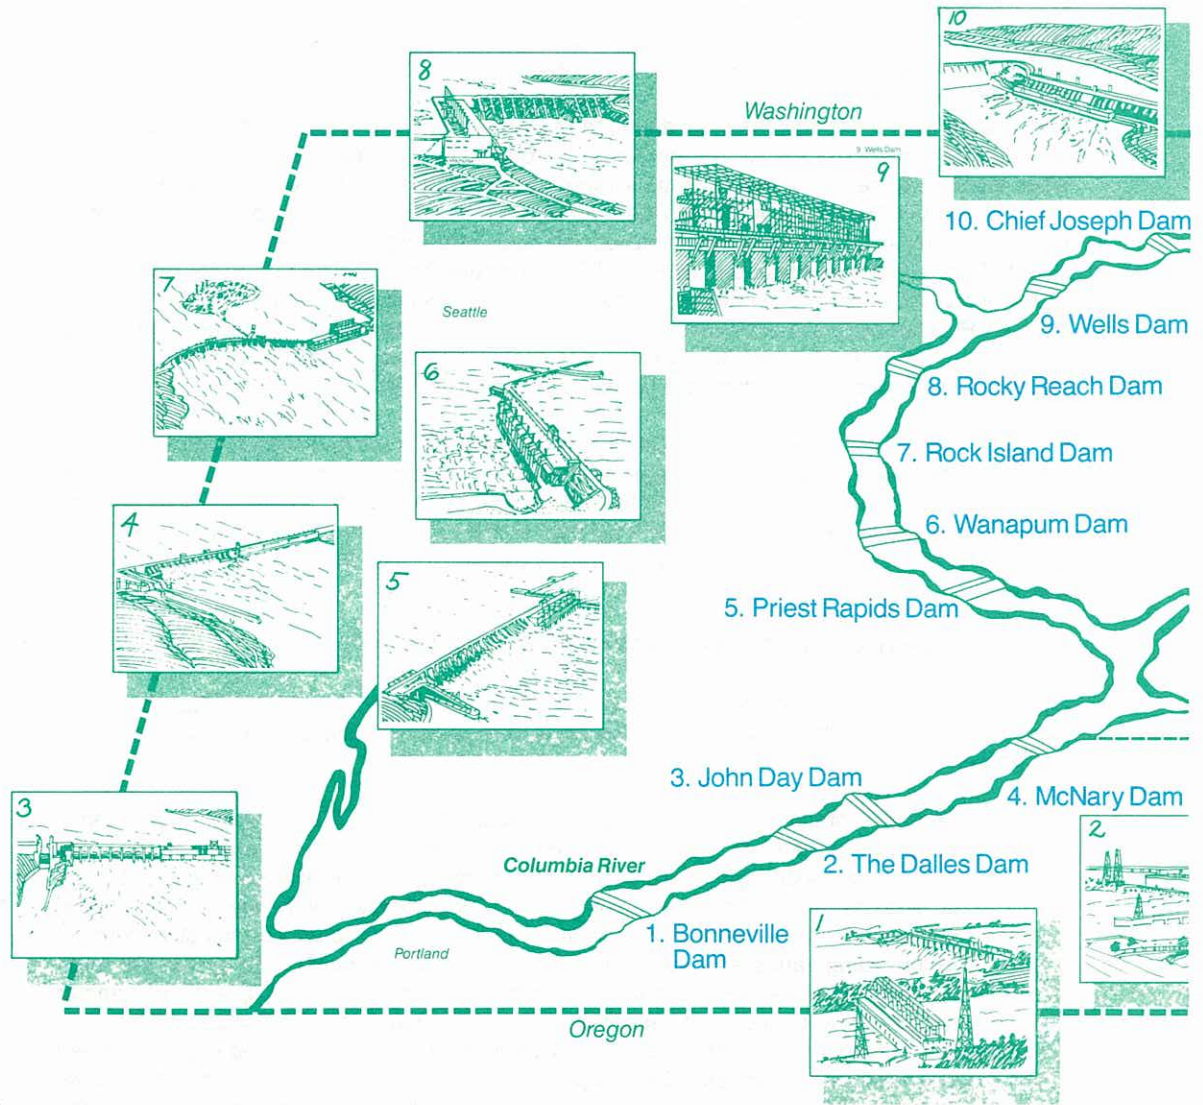 10
8
Washington
9 Wells Dam
9
10. Chief Joseph Dam
7
Seattle
9. Wells Dam
6
8. Rocky Reach Dam
7. Rock Island Dam
4
6. Wanapum Dam
5
5. Priest Rapids Dam
3. John Day Dam
3
4. McNary Dam
2
Columbia River
2. The Dalles Dam
1
1. Bonneville
Dam
Portland
Oregon